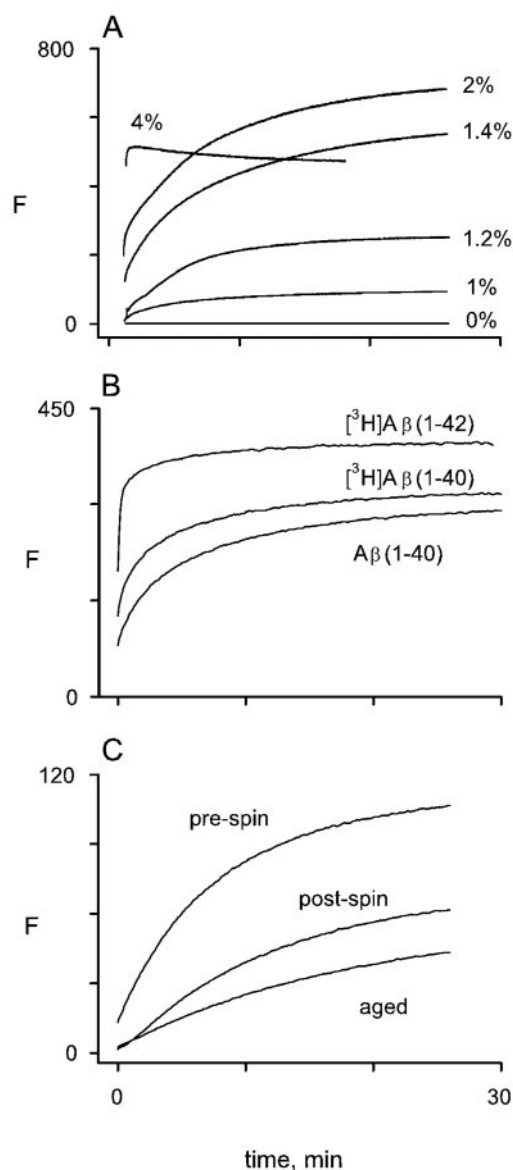 A
800
2%
4%
1.4%
F
1.2%
1%
0
0%
B
450
[³H]Aβ(1-42)
[³H]Aβ(1-40)
F
Aβ(1-40)
0
C
120
pre-spin
post-spin
F
aged
0
0
30
time, min